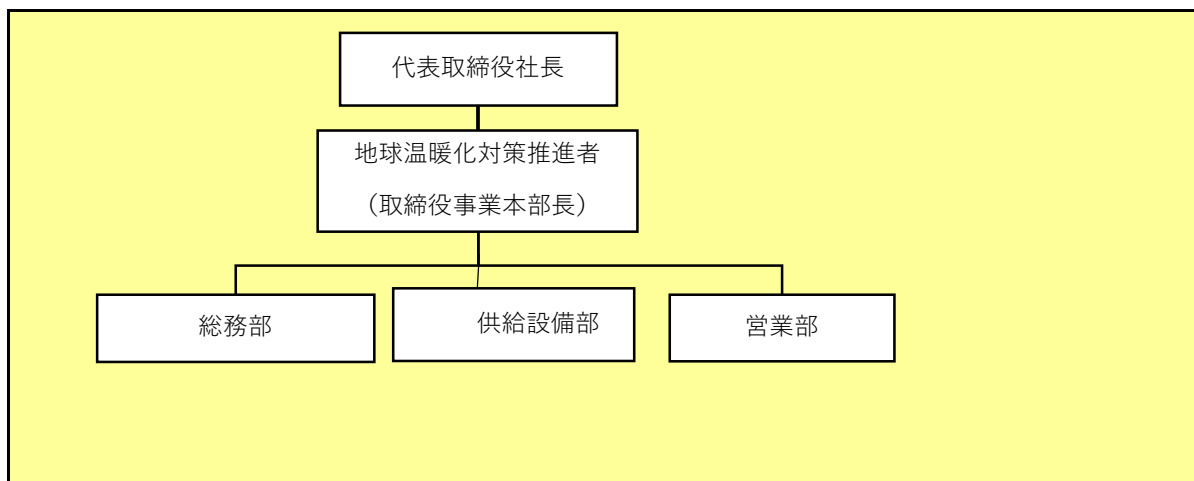 代表取締役社長
地球温暖化対策推進者
（取締役事業本部長）
総務部
供給設備部
営業部